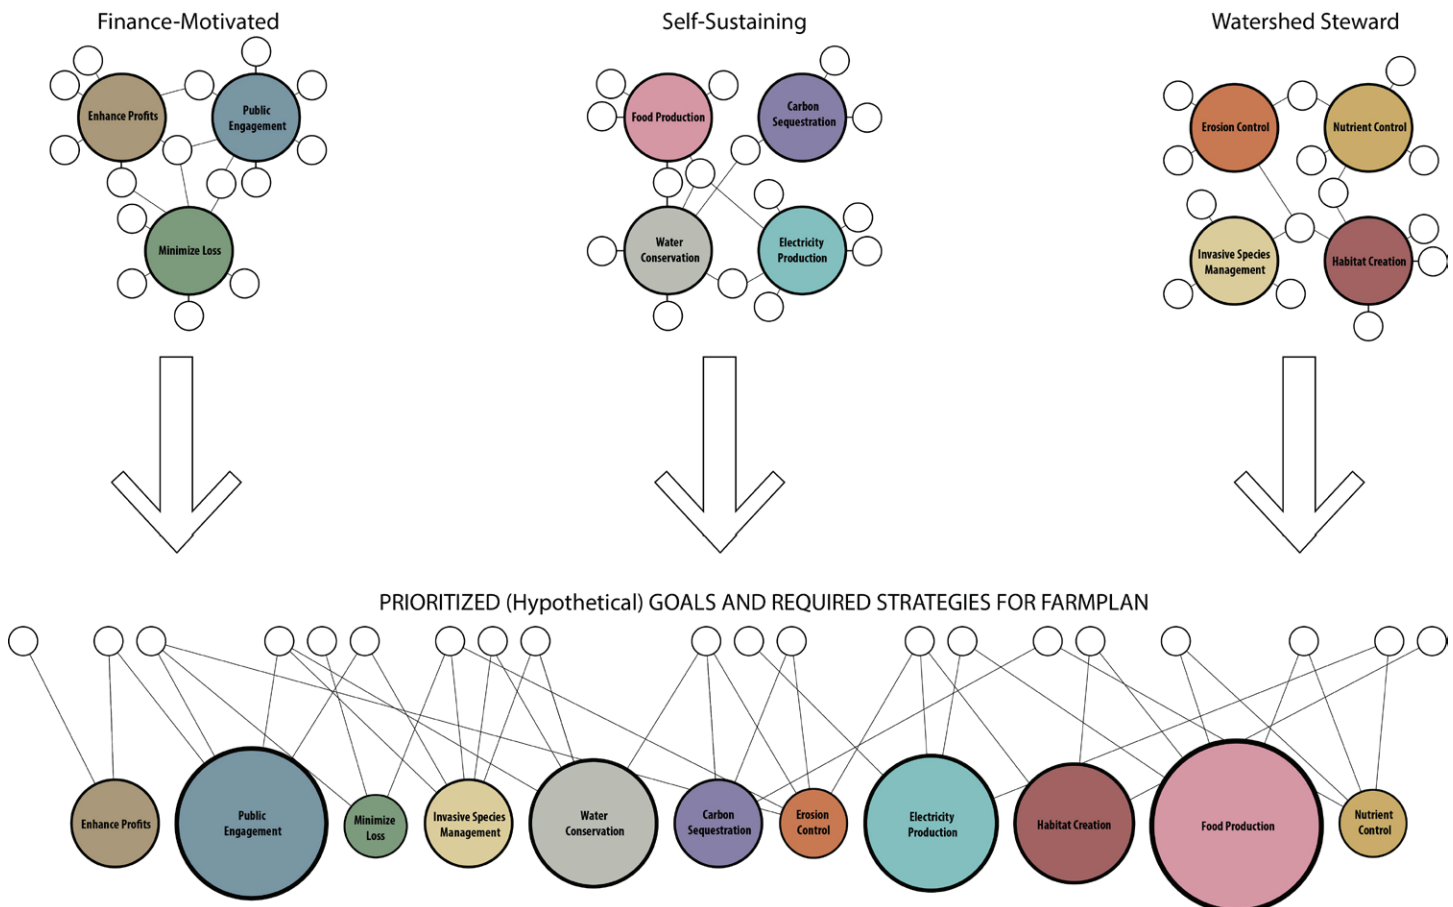 Finance-Motivated
Self-Sustaining
Watershed Steward
Enhance Profits
Public
Engagement
Minimize Loss
Food Production
Carbon
Sequestration
Water
Conservation
Electricity
Production
Erosion Control
Nutrient Control
Invasive Species
Management
Habitat Creation
PRIORITIZED (Hypothetical) GOALS AND REQUIRED STRATEGIES FOR FARMPLAN
Enhance Profits
Public
Engagement
Minimize
Loss
Invasive Species
Management
Water
Conservation
Carbon
Sequestration
Erosion
Control
Electricity
Production
Habitat Creation
Food Production
Nutrient
Control